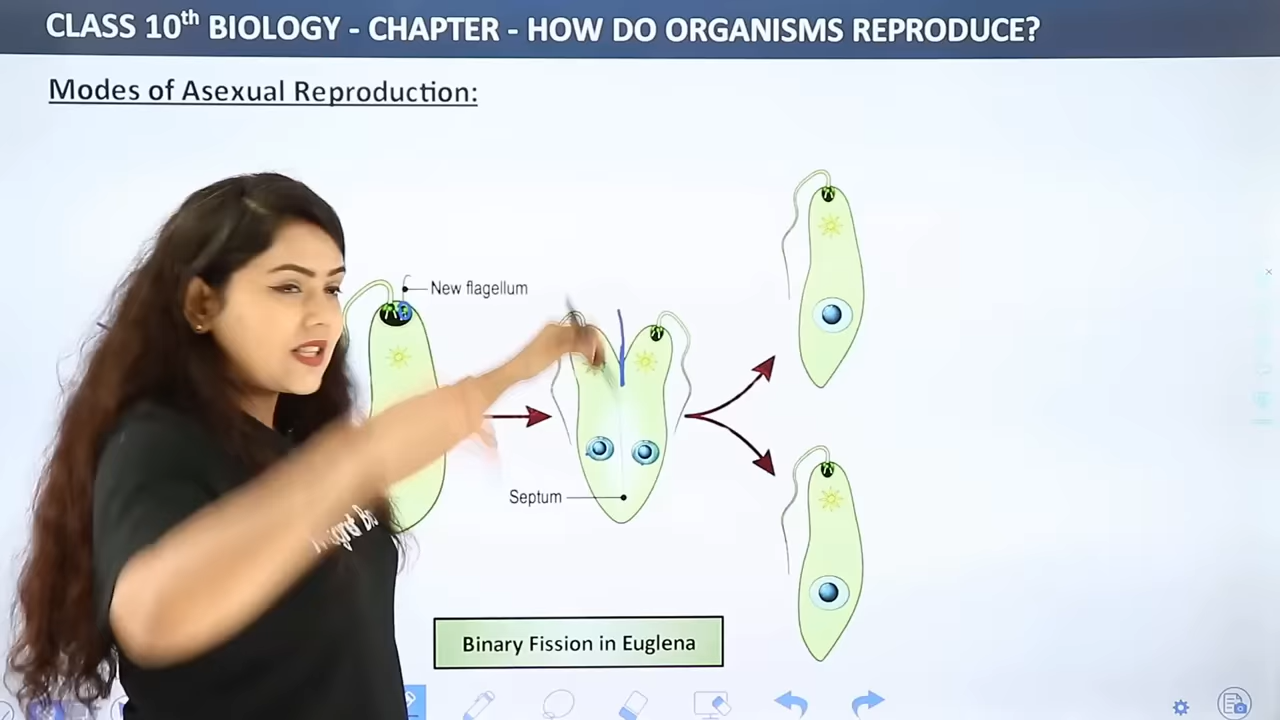 CLASS 10th BIOLOGY - CHAPTER - HOW DO ORGANISMS REPRODUCE?
Modes of Asexual Reproduction:
New flagellum
Septum
Binary Fission in Euglena